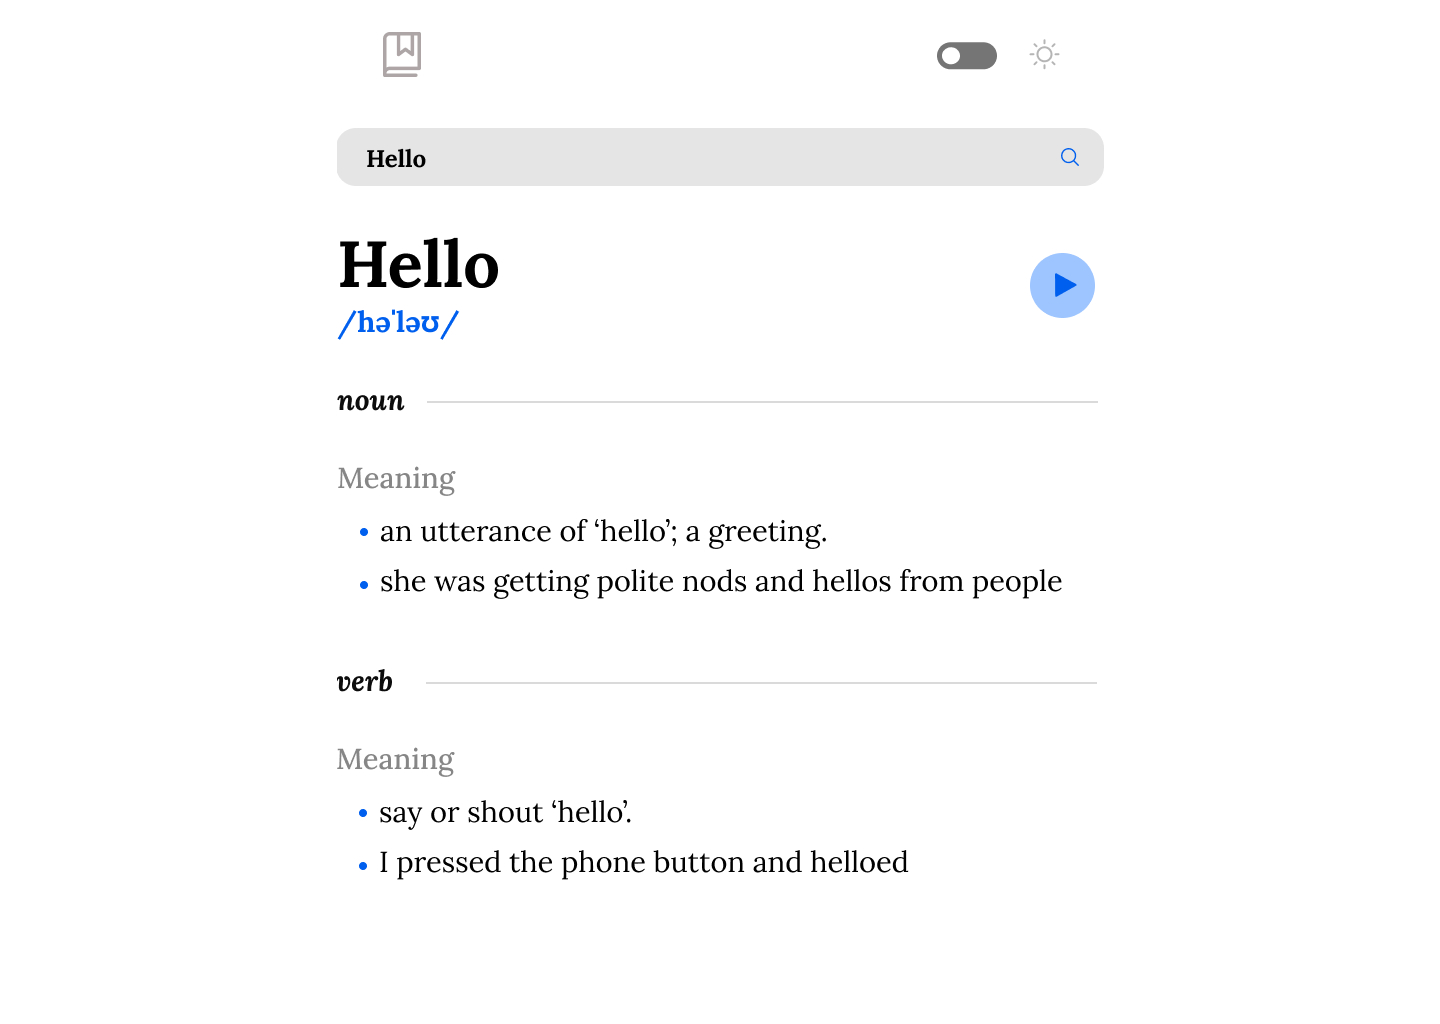 Hello
Hello
/həˈləʊ/
noun
Meaning
an utterance of ‘hello’; a greeting.
she was getting polite nods and hellos from people
verb
Meaning
say or shout ‘hello’.
I pressed the phone button and helloed